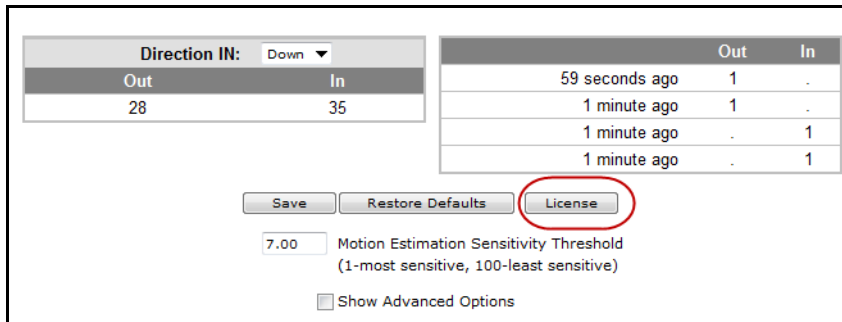 Direction IN: Down
Out In
28 35
Out In
59 seconds ago 1 .
1 minute ago 1 .
1 minute ago . 1
1 minute ago . 1
Save Restore Defaults License
7.00 Motion Estimation Sensitivity Threshold
(1-most sensitive, 100-least sensitive)
Show Advanced Options